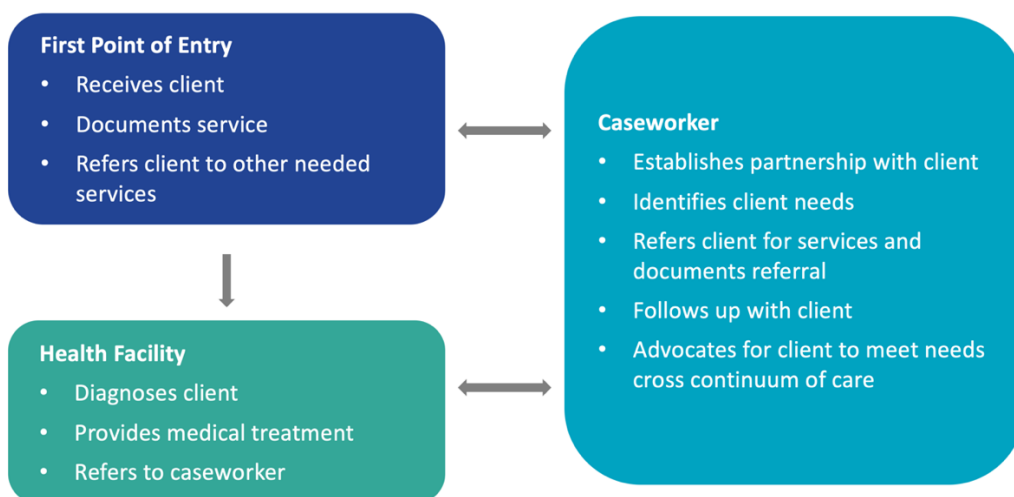 First Point of Entry
• Receives client
• Documents service
• Refers client to other needed
services
Health Facility
• Diagnoses client
• Provides medical treatment
• Refers to caseworker
Caseworker
• Establishes partnership with client
• Identifies client needs
• Refers client for services and
documents referral
• Follows up with client
• Advocates for client to meet needs
cross continuum of care